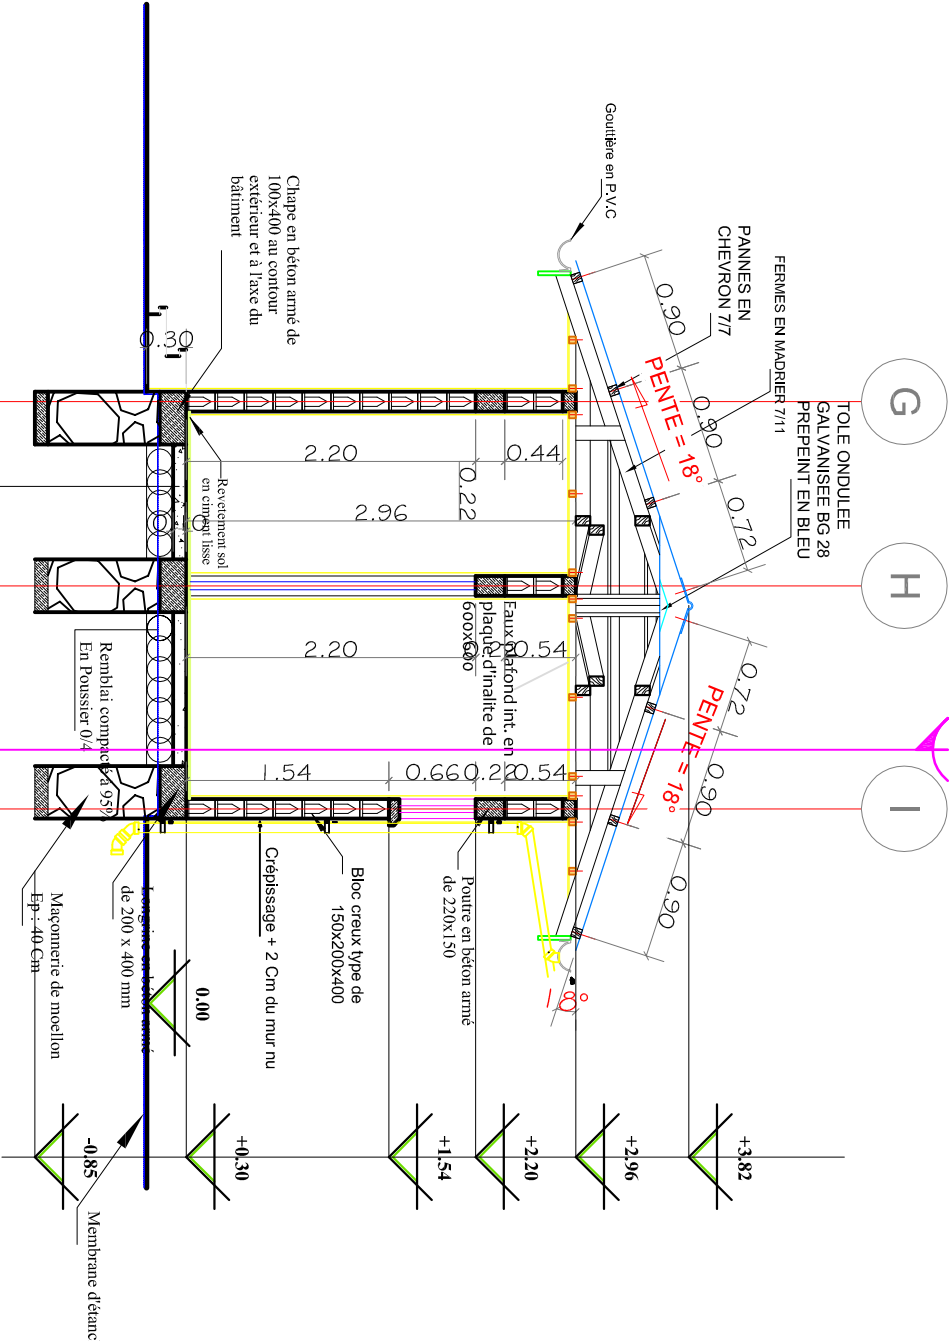 G
H
I
TOLE ONDULEE
GALVANISEE BG 28
PREPEINT EN BLEU
FERMES EN MADRIER 7/11
PANNES EN
CHEVRON 7/7
Gouttière en P.V.C
0.90
0.90
0.72
0.72
0.90
0.90
PENTE = 18°
PENTE = 18°
18°
Chape en béton armé de
100x400 au contour
extérieur et à l'axe du
bâtiment
0.30
2.20
0.22
0.44
2.96
Revetement sol
en ciment lisse
Eaux plafond int. en
plaque d'inalite de
600x600
2.20
0.54
1.54
0.66
0.22
0.54
Remblai compacté à 95%
En Poussier 0/4
Poutre en béton armé
de 220x150
Bloc creux type de
150x200x400
Crépissage + 2 Cm du mur nu
Longrine en béton armé
de 200 x 400 mm
Maçonnerie de moellon
Ep : 40 Cm
Membrane d'étanc
+3.82
+2.96
+2.20
+1.54
+0.30
0.00
-0.85